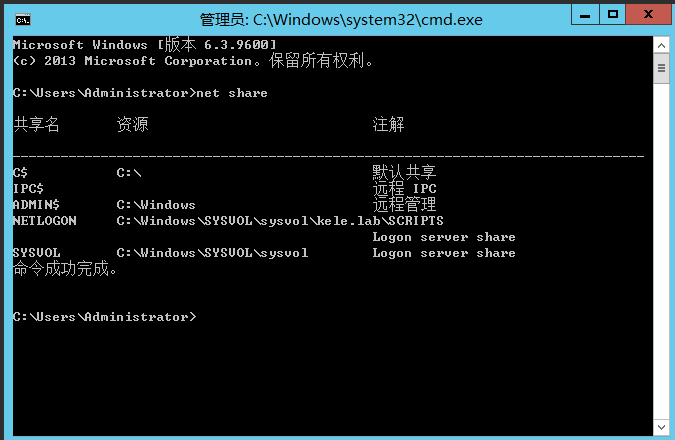 管理员: C:\Windows\system32\cmd.exe
Microsoft Windows [版本 6.3.9600]
(c) 2013 Microsoft Corporation。保留所有权利。
C:\Users\Administrator>net share
共享名 资源 注解
-------------------------------------------------------------------------------
C$ C:\ 默认共享
IPC$ 远程 IPC
ADMIN$ C:\Windows 远程管理
NETLOGON C:\Windows\SYSVOL\sysvol\kele.lab\SCRIPTS
Logon server share
SYSVOL C:\Windows\SYSVOL\sysvol Logon server share
命令成功完成。
C:\Users\Administrator>